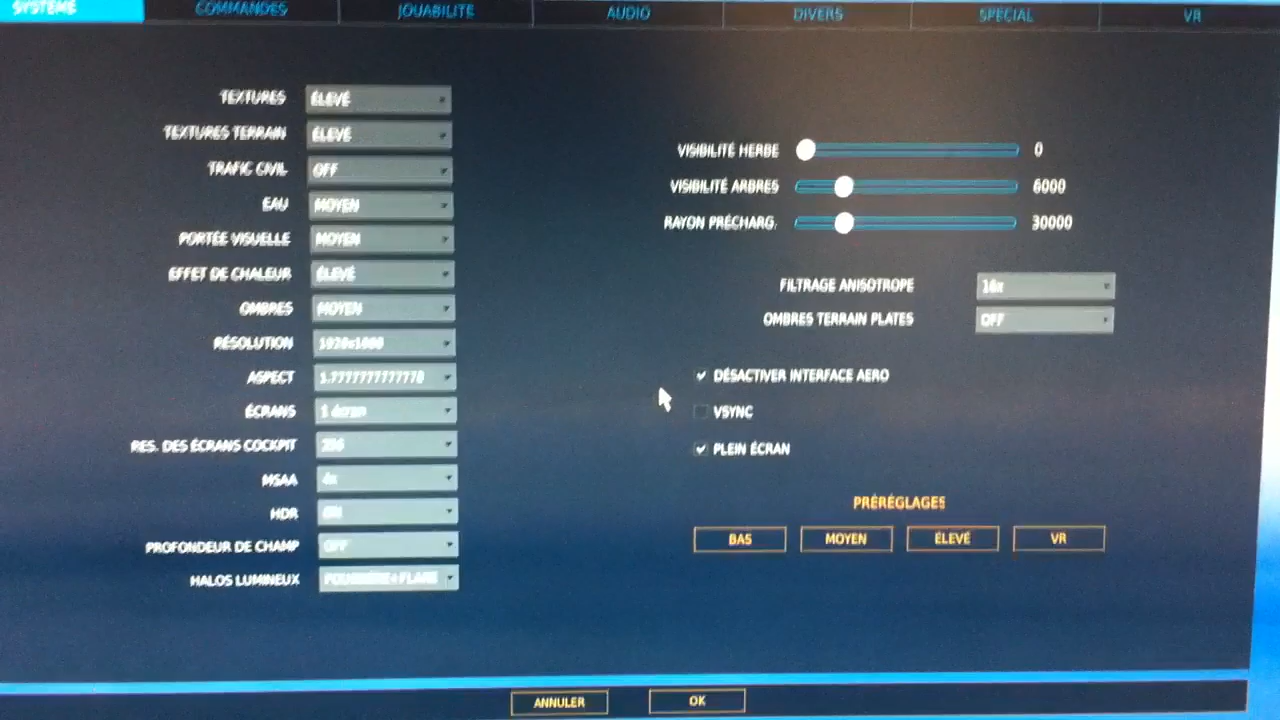 SYSTÈME COMMANDES JOUABILITÉ AUDIO DIVERS SPÉCIAL VR
TEXTURES ÉLEVÉ
TEXTURES TERRAIN ÉLEVÉ
TRAFIC CIVIL OFF
EAU MOYEN
PORTÉE VISUELLE MOYEN
EFFET DE CHALEUR ÉLEVÉ
OMBRES MOYEN
RÉSOLUTION 1920x1080
ASPECT 1.7777777777778
ÉCRANS 1 écran
RES. DES ÉCRANS COCKPIT 256
MSAA 4x
HDR ON
PROFONDEUR DE CHAMP OFF
HALOS LUMINEUX POUSSIÈRE+FLARE
VISIBILITÉ HERBE 0
VISIBILITÉ ARBRES 6000
RAYON PRÉCHARG. 30000
FILTRAGE ANISOTROPE 16x
OMBRES TERRAIN PLATES OFF
DÉSACTIVER INTERFACE AERO
VSYNC
PLEIN ÉCRAN
PRÉRÉGLAGES
BAS MOYEN ÉLEVÉ VR
ANNULER OK